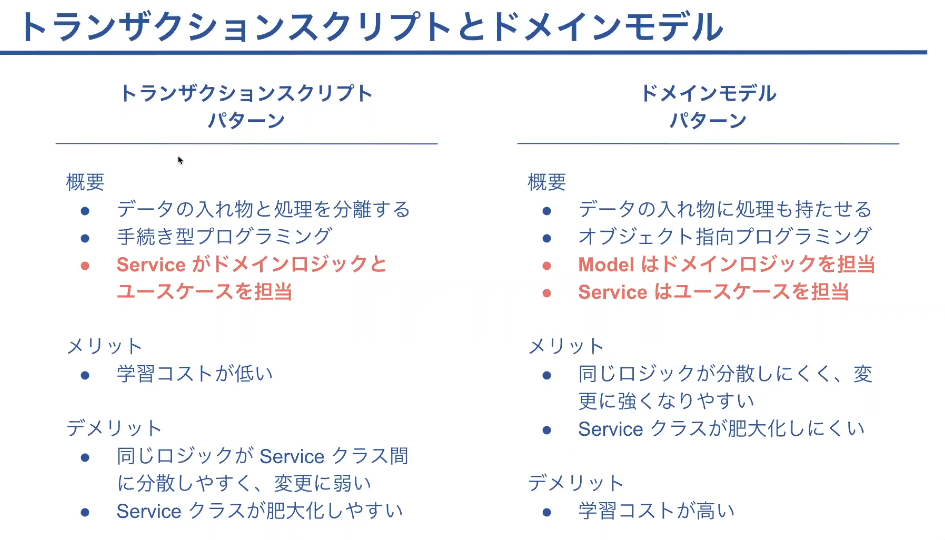 トランザクションスクリプトとドメインモデル
トランザクションスクリプト
パターン
概要
● データの入れ物と処理を分離する
● 手続き型プログラミング
● Service がドメインロジックと
ユースケースを担当
メリット
● 学習コストが低い
デメリット
● 同じロジックが Service クラス間
に分散しやすく、変更に弱い
● Service クラスが肥大化しやすい
ドメインモデル
パターン
概要
● データの入れ物に処理も持たせる
● オブジェクト指向プログラミング
● Model はドメインロジックを担当
● Service はユースケースを担当
メリット
● 同じロジックが分散しにくく、変
更に強くなりやすい
● Service クラスが肥大化しにくい
デメリット
● 学習コストが高い